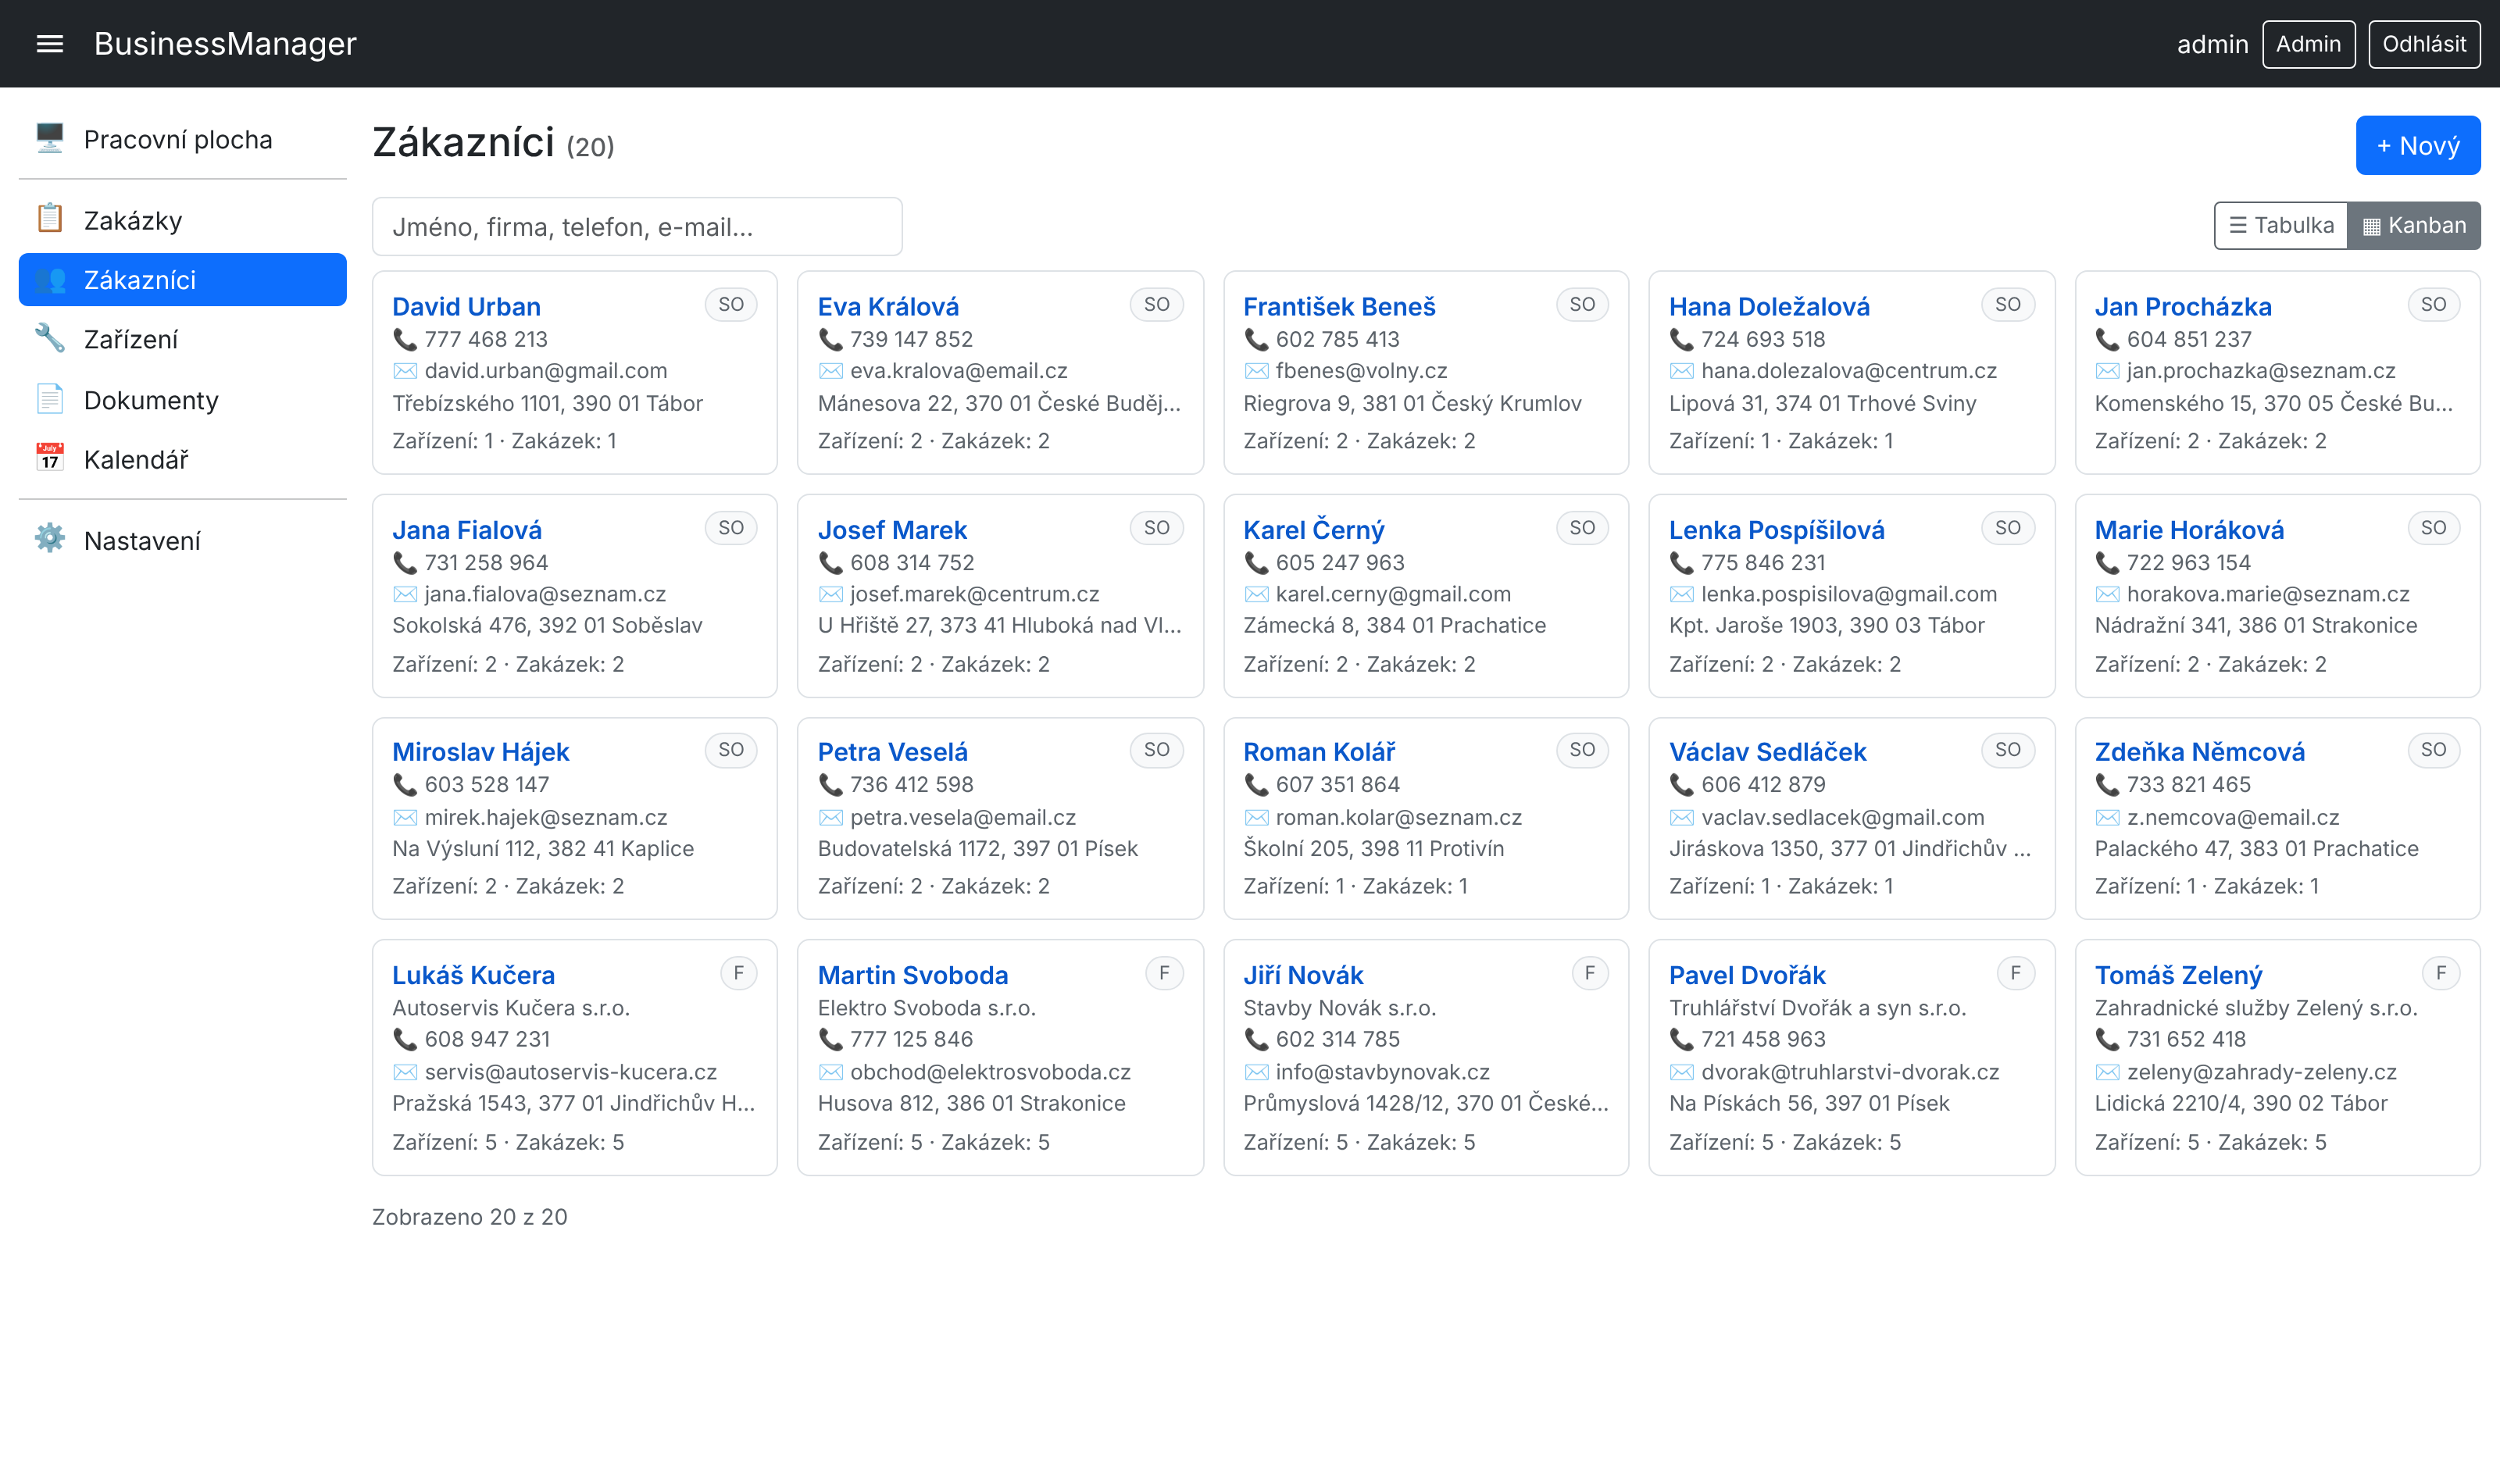 BusinessManager
admin
Admin
Odhlásit
Pracovní plocha
Zakázky
Zákazníci
Zařízení
Dokumenty
Kalendář
Nastavení
Zákazníci (20)
+ Nový
Jméno, firma, telefon, e-mail...
☰ Tabulka
▦ Kanban
David Urban
SO
777 468 213
david.urban@gmail.com
Třebízského 1101, 390 01 Tábor
Zařízení: 1 · Zakázek: 1
Eva Králová
SO
739 147 852
eva.kralova@email.cz
Mánesova 22, 370 01 České Buděj...
Zařízení: 2 · Zakázek: 2
František Beneš
SO
602 785 413
fbenes@volny.cz
Riegrova 9, 381 01 Český Krumlov
Zařízení: 2 · Zakázek: 2
Hana Doležalová
SO
724 693 518
hana.dolezalova@centrum.cz
Lipová 31, 374 01 Trhové Sviny
Zařízení: 1 · Zakázek: 1
Jan Procházka
SO
604 851 237
jan.prochazka@seznam.cz
Komenského 15, 370 05 České Bu...
Zařízení: 2 · Zakázek: 2
Jana Fialová
SO
731 258 964
jana.fialova@seznam.cz
Sokolská 476, 392 01 Soběslav
Zařízení: 2 · Zakázek: 2
Josef Marek
SO
608 314 752
josef.marek@centrum.cz
U Hřiště 27, 373 41 Hluboká nad Vl...
Zařízení: 2 · Zakázek: 2
Karel Černý
SO
605 247 963
karel.cerny@gmail.com
Zámecká 8, 384 01 Prachatice
Zařízení: 2 · Zakázek: 2
Lenka Pospíšilová
SO
775 846 231
lenka.pospisilova@gmail.com
Kpt. Jaroše 1903, 390 03 Tábor
Zařízení: 2 · Zakázek: 2
Marie Horáková
SO
722 963 154
horakova.marie@seznam.cz
Nádražní 341, 386 01 Strakonice
Zařízení: 2 · Zakázek: 2
Miroslav Hájek
SO
603 528 147
mirek.hajek@seznam.cz
Na Výsluní 112, 382 41 Kaplice
Zařízení: 2 · Zakázek: 2
Petra Veselá
SO
736 412 598
petra.vesela@email.cz
Budovatelská 1172, 397 01 Písek
Zařízení: 2 · Zakázek: 2
Roman Kolář
SO
607 351 864
roman.kolar@seznam.cz
Školní 205, 398 11 Protivín
Zařízení: 1 · Zakázek: 1
Václav Sedláček
SO
606 412 879
vaclav.sedlacek@gmail.com
Jiráskova 1350, 377 01 Jindřichův ...
Zařízení: 1 · Zakázek: 1
Zdeňka Němcová
SO
733 821 465
z.nemcova@email.cz
Palackého 47, 383 01 Prachatice
Zařízení: 1 · Zakázek: 1
Lukáš Kučera
F
Autoservis Kučera s.r.o.
608 947 231
servis@autoservis-kucera.cz
Pražská 1543, 377 01 Jindřichův H...
Zařízení: 5 · Zakázek: 5
Martin Svoboda
F
Elektro Svoboda s.r.o.
777 125 846
obchod@elektrosvoboda.cz
Husova 812, 386 01 Strakonice
Zařízení: 5 · Zakázek: 5
Jiří Novák
F
Stavby Novák s.r.o.
602 314 785
info@stavbynovak.cz
Průmyslová 1428/12, 370 01 České...
Zařízení: 5 · Zakázek: 5
Pavel Dvořák
F
Truhlářství Dvořák a syn s.r.o.
721 458 963
dvorak@truhlarstvi-dvorak.cz
Na Pískách 56, 397 01 Písek
Zařízení: 5 · Zakázek: 5
Tomáš Zelený
F
Zahradnické služby Zelený s.r.o.
731 652 418
zeleny@zahrady-zeleny.cz
Lidická 2210/4, 390 02 Tábor
Zařízení: 5 · Zakázek: 5
Zobrazeno 20 z 20